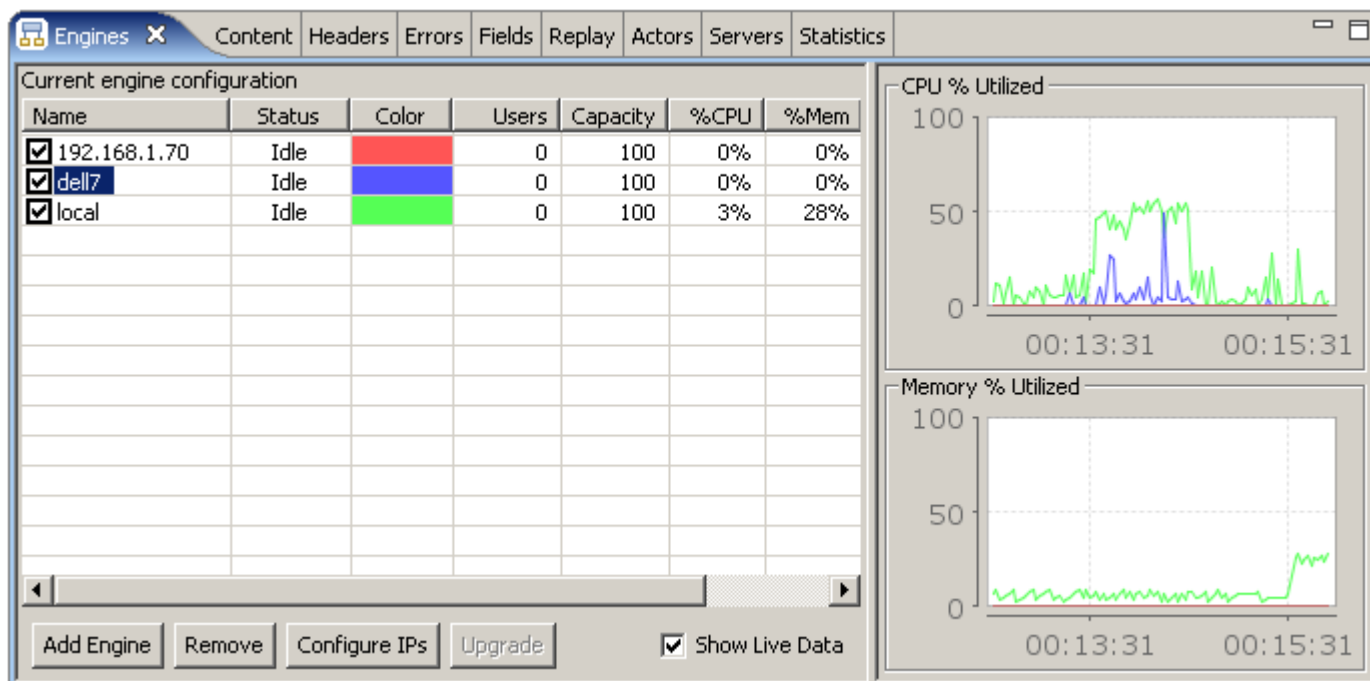 Engines Content Headers Errors Fields Replay Actors Servers Statistics
Current engine configuration
Name Status Color Users Capacity %CPU %Mem
192.168.1.70 Idle 0 100 0% 0%
dell7 Idle 0 100 0% 0%
local Idle 0 100 3% 28%
Add Engine Remove Configure IPs Upgrade Show Live Data
CPU % Utilized
100
50
0
00:13:31 00:15:31
Memory % Utilized
100
50
0
00:13:31 00:15:31